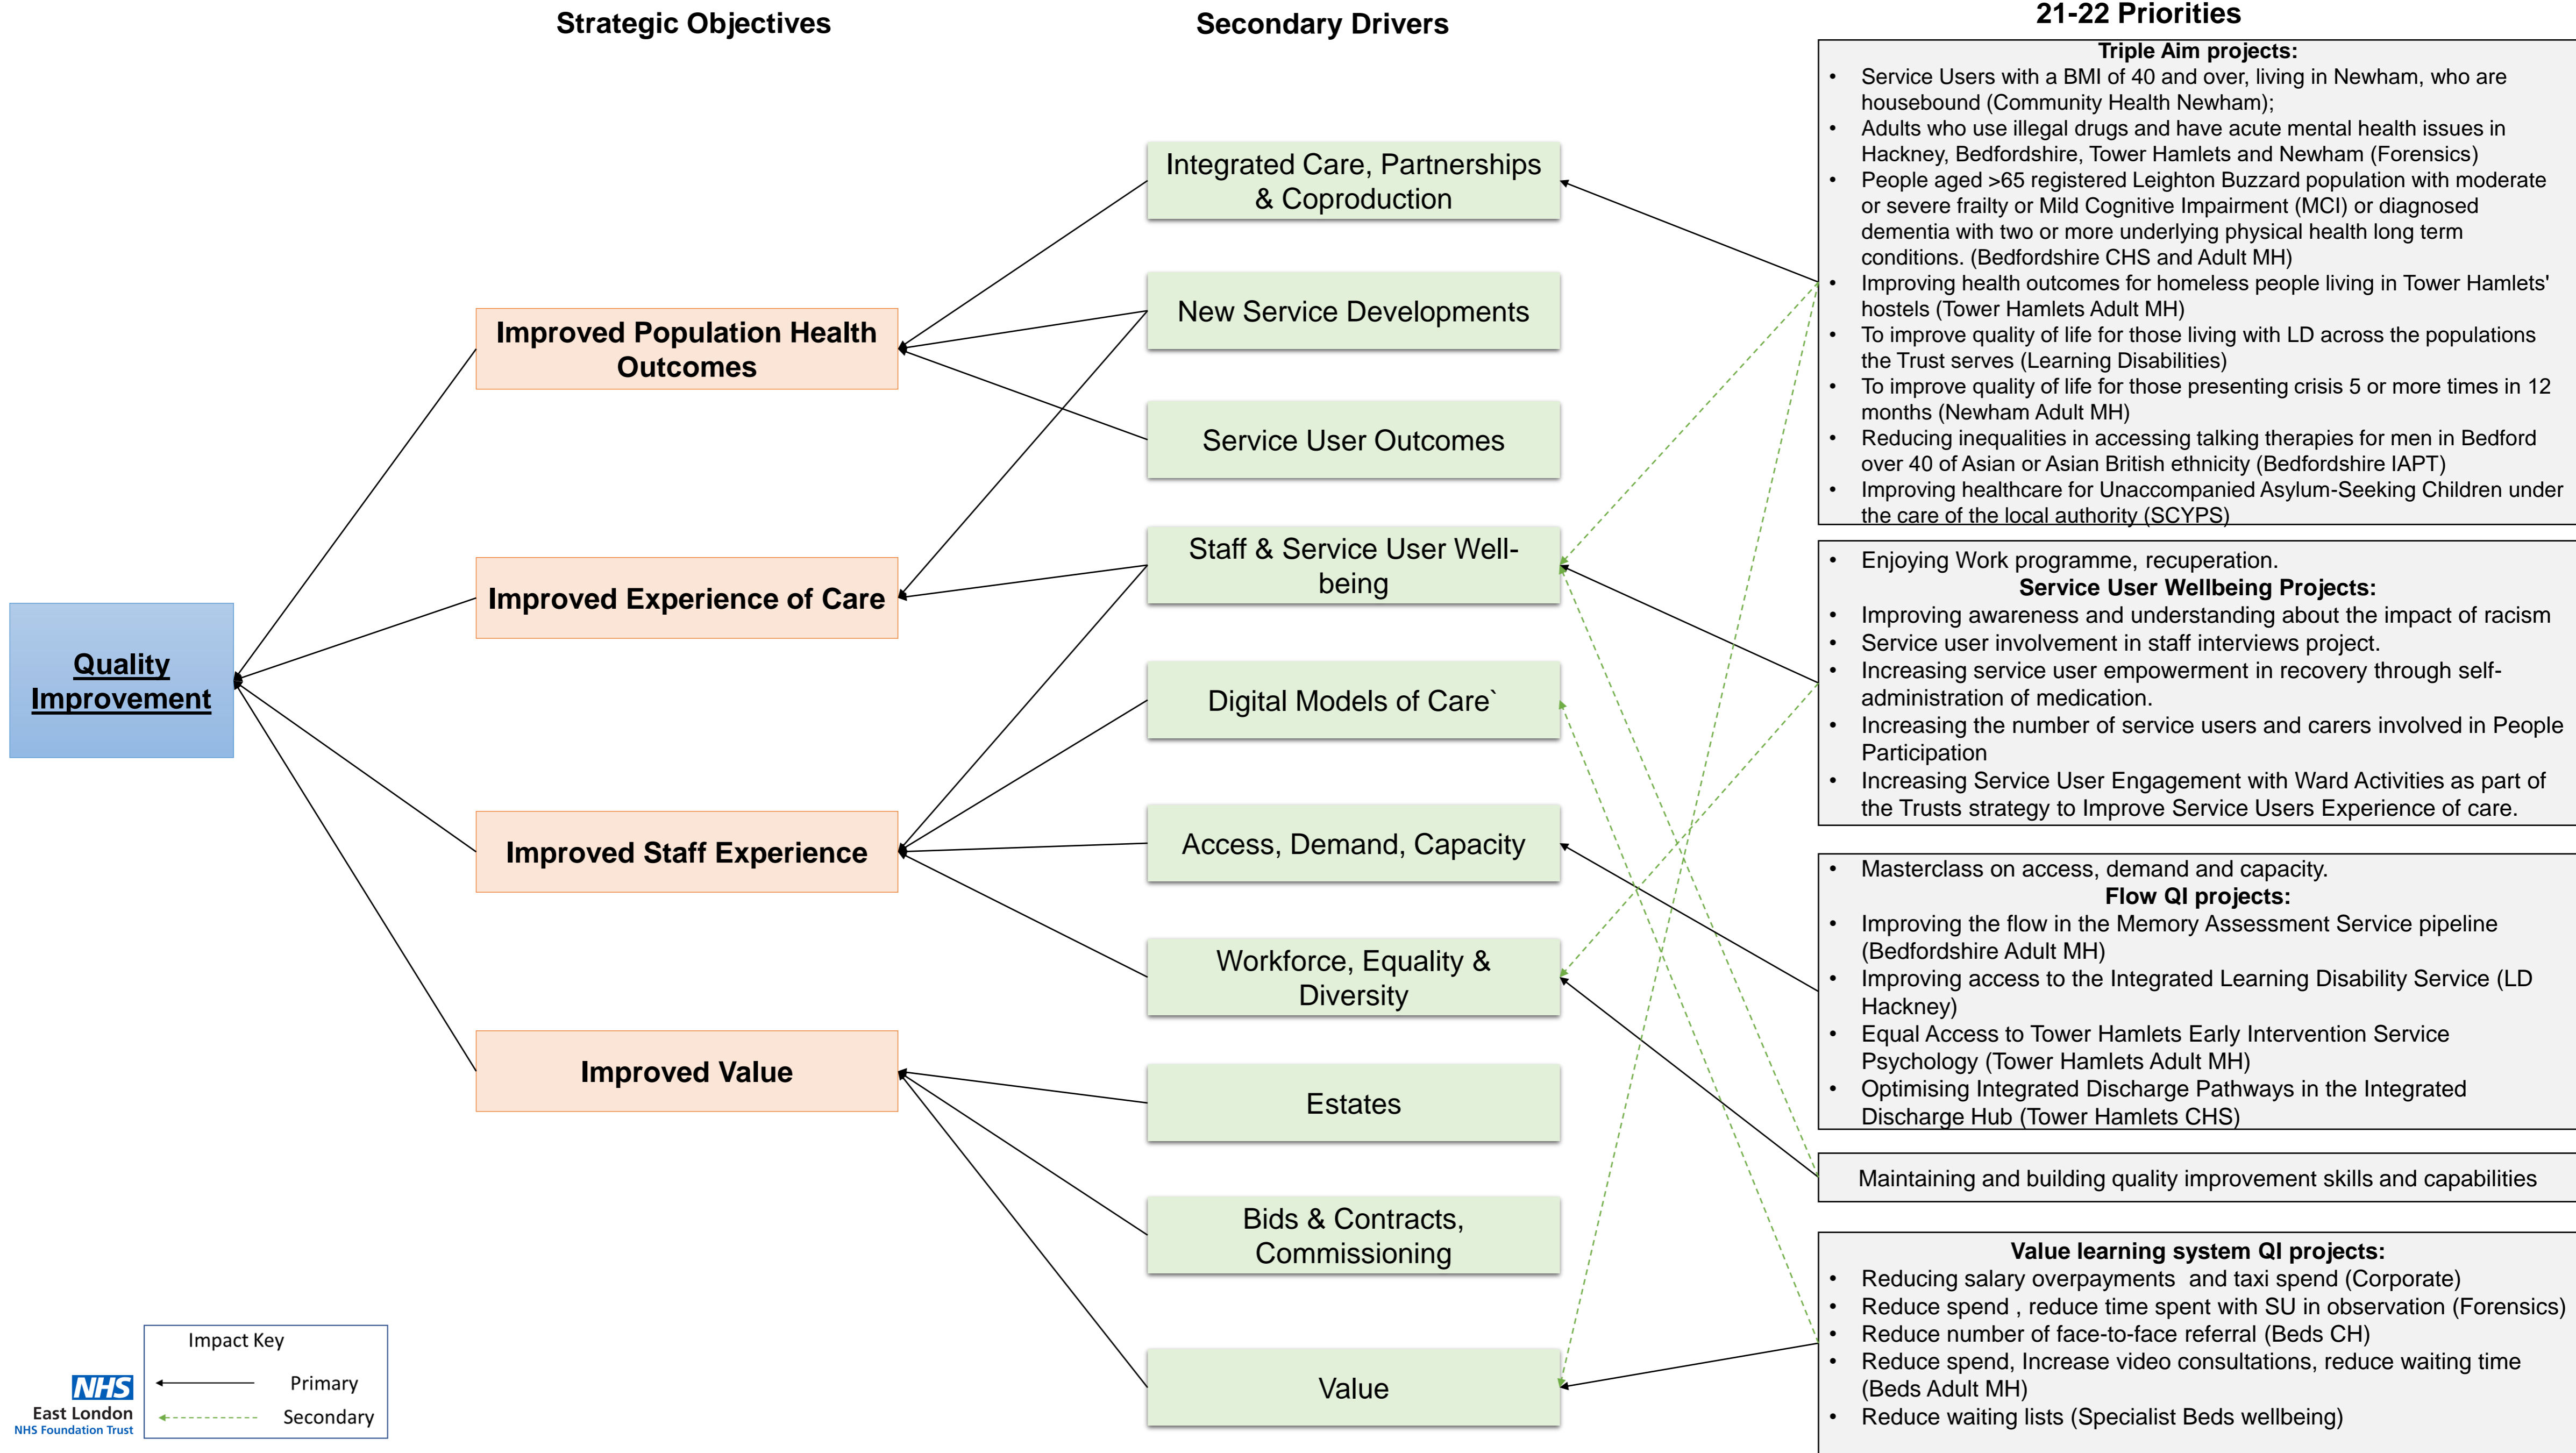 Strategic Objectives
Secondary Drivers
21-22 Priorities
Quality
Improvement
Improved Population Health
Outcomes
Improved Experience of Care
Improved Staff Experience
Improved Value
Integrated Care, Partnerships
& Coproduction
New Service Developments
Service User Outcomes
Staff & Service User Well-
being
Digital Models of Care`
Access, Demand, Capacity
Workforce, Equality &
Diversity
Estates
Bids & Contracts,
Commissioning
Value
Triple Aim projects:
• Service Users with a BMI of 40 and over, living in Newham, who are
housebound (Community Health Newham);
• Adults who use illegal drugs and have acute mental health issues in
Hackney, Bedfordshire, Tower Hamlets and Newham (Forensics)
• People aged >65 registered Leighton Buzzard population with moderate
or severe frailty or Mild Cognitive Impairment (MCI) or diagnosed
dementia with two or more underlying physical health long term
conditions. (Bedfordshire CHS and Adult MH)
• Improving health outcomes for homeless people living in Tower Hamlets'
hostels (Tower Hamlets Adult MH)
• To improve quality of life for those living with LD across the populations
the Trust serves (Learning Disabilities)
• To improve quality of life for those presenting crisis 5 or more times in 12
months (Newham Adult MH)
• Reducing inequalities in accessing talking therapies for men in Bedford
over 40 of Asian or Asian British ethnicity (Bedfordshire IAPT)
• Improving healthcare for Unaccompanied Asylum-Seeking Children under
the care of the local authority (SCYPS)
• Enjoying Work programme, recuperation.
Service User Wellbeing Projects:
• Improving awareness and understanding about the impact of racism
• Service user involvement in staff interviews project.
• Increasing service user empowerment in recovery through self-
administration of medication.
• Increasing the number of service users and carers involved in People
Participation
• Increasing Service User Engagement with Ward Activities as part of
the Trusts strategy to Improve Service Users Experience of care.
• Masterclass on access, demand and capacity.
Flow QI projects:
• Improving the flow in the Memory Assessment Service pipeline
(Bedfordshire Adult MH)
• Improving access to the Integrated Learning Disability Service (LD
Hackney)
• Equal Access to Tower Hamlets Early Intervention Service
Psychology (Tower Hamlets Adult MH)
• Optimising Integrated Discharge Pathways in the Integrated
Discharge Hub (Tower Hamlets CHS)
Maintaining and building quality improvement skills and capabilities
Value learning system QI projects:
• Reducing salary overpayments and taxi spend (Corporate)
• Reduce spend , reduce time spent with SU in observation (Forensics)
• Reduce number of face-to-face referral (Beds CH)
• Reduce spend, Increase video consultations, reduce waiting time
(Beds Adult MH)
• Reduce waiting lists (Specialist Beds wellbeing)
Impact Key
Primary
Secondary
NHS
East London
NHS Foundation Trust